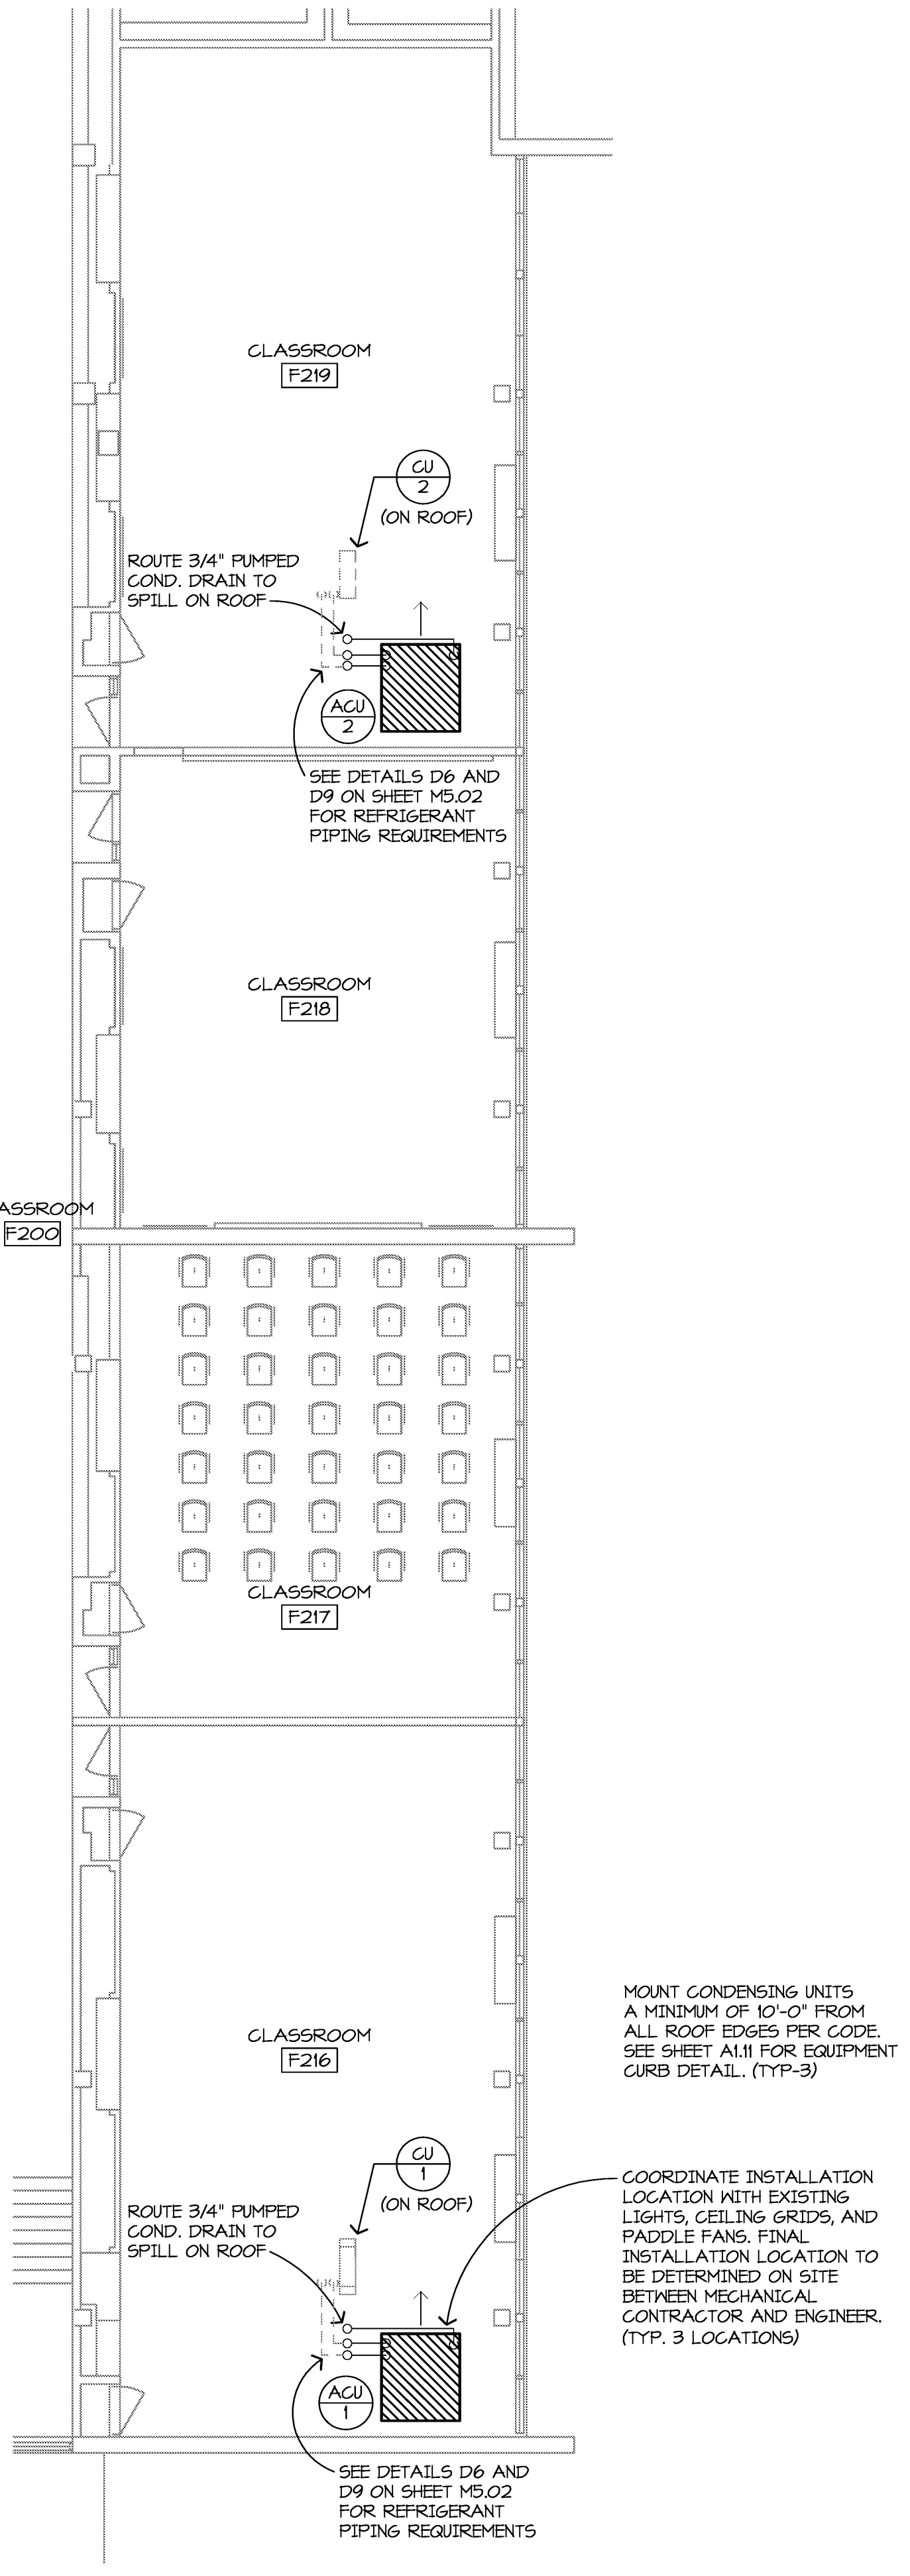 CLASSROOM
F219
CU
2
(ON ROOF)
ROUTE 3/4" PUMPED
COND. DRAIN TO
SPILL ON ROOF
ACU
2
SEE DETAILS D6 AND
D9 ON SHEET M5.02
FOR REFRIGERANT
PIPING REQUIREMENTS
CLASSROOM
F218
ASSROOM
F200
CLASSROOM
F217
CLASSROOM
F216
MOUNT CONDENSING UNITS
A MINIMUM OF 10'-0" FROM
ALL ROOF EDGES PER CODE.
SEE SHEET A1.11 FOR EQUIPMENT
CURB DETAIL. (TYP-3)
CU
1
(ON ROOF)
ROUTE 3/4" PUMPED
COND. DRAIN TO
SPILL ON ROOF
COORDINATE INSTALLATION
LOCATION WITH EXISTING
LIGHTS, CEILING GRIDS, AND
PADDLE FANS. FINAL
INSTALLATION LOCATION TO
BE DETERMINED ON SITE
BETWEEN MECHANICAL
CONTRACTOR AND ENGINEER.
(TYP. 3 LOCATIONS)
ACU
1
SEE DETAILS D6 AND
D9 ON SHEET M5.02
FOR REFRIGERANT
PIPING REQUIREMENTS